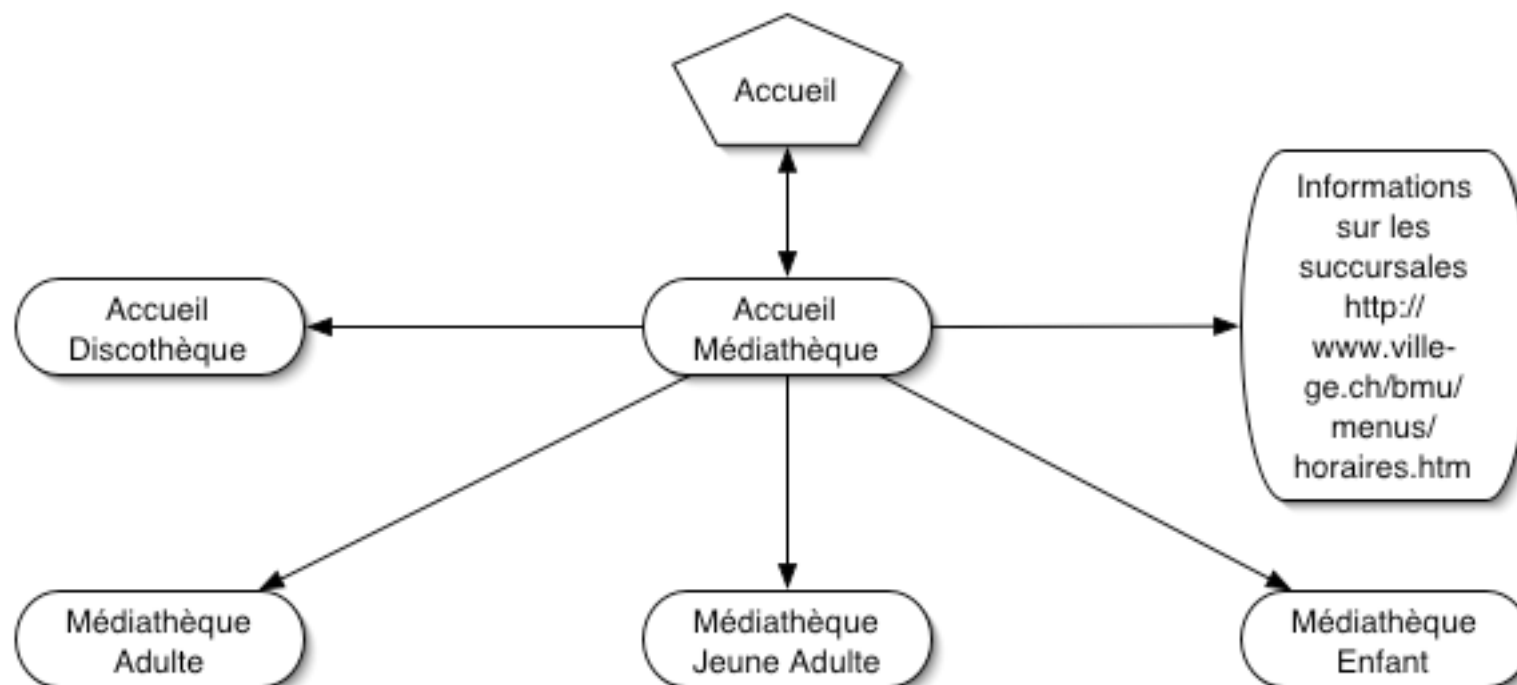 Accueil
Informations
sur les
succursales
http://
www.ville-
ge.ch/bmu/
menus/
horaires.htm
Accueil
Discothèque
Accueil
Médiathèque
Médiathèque
Adulte
Médiathèque
Jeune Adulte
Médiathèque
Enfant